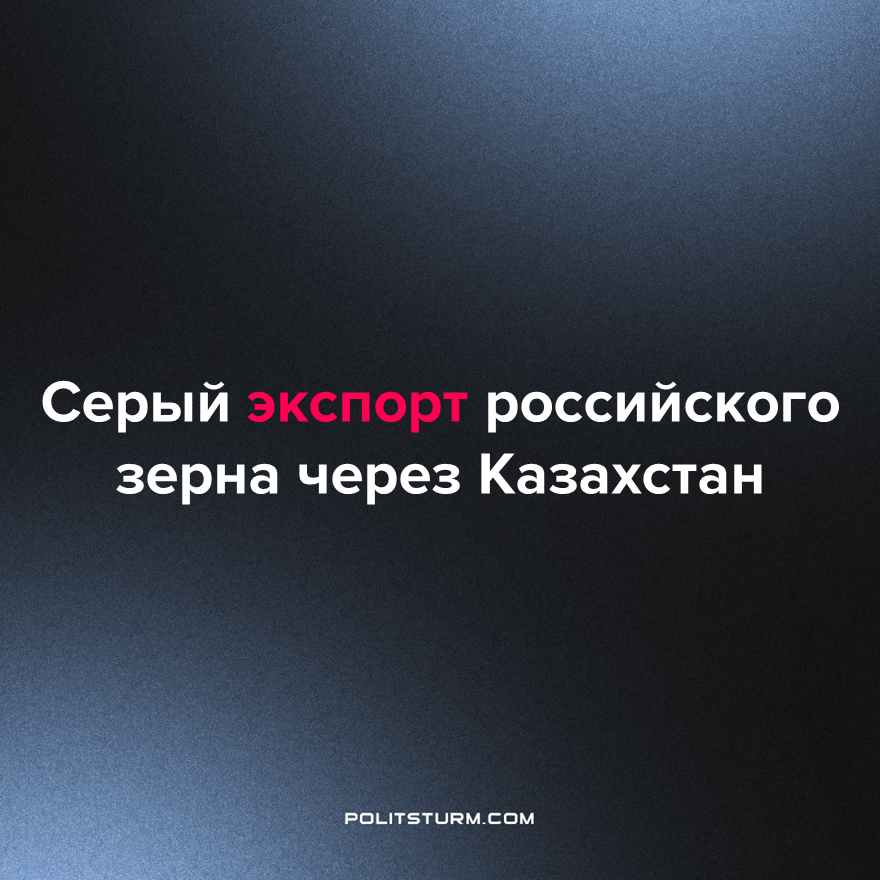 Серый экспорт российского
зерна через Казахстан
POLITSTURM.COM